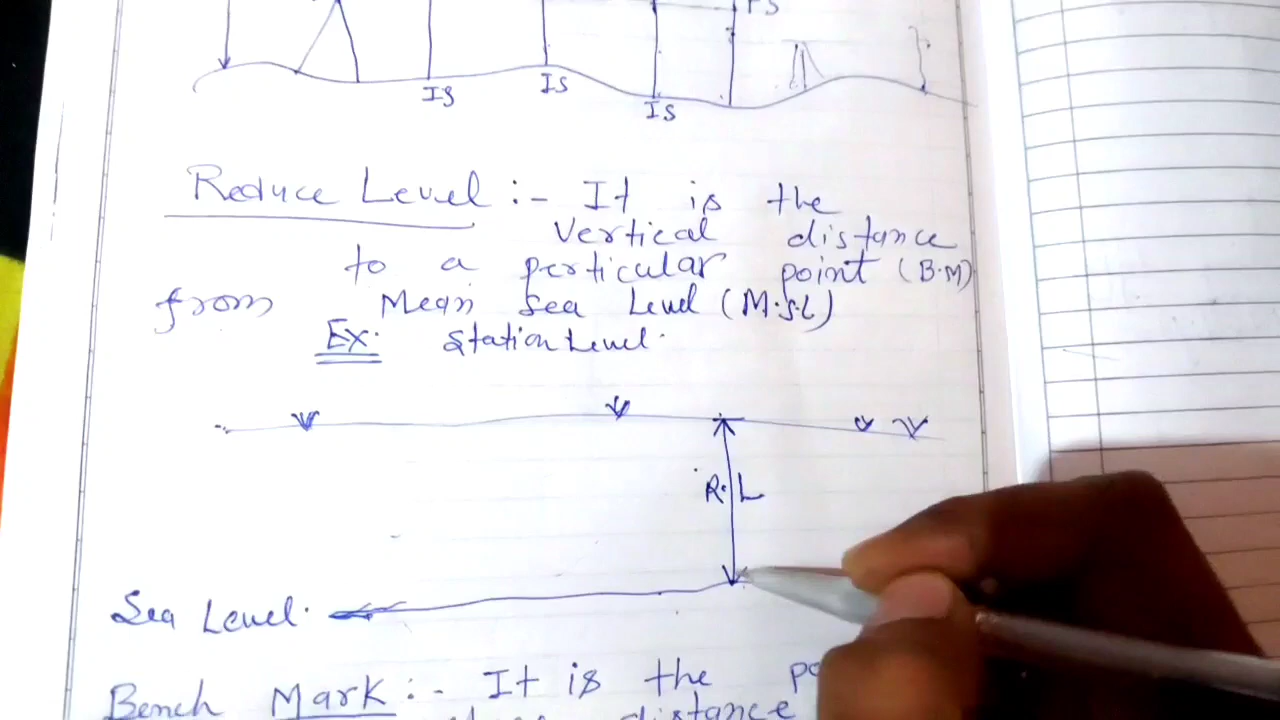 FS
IS
IS
IS
Reduce Level :- It is the
vertical distance
to a perticular point (B.M)
from Mean Sea Level (M.S.L)
Ex. Station Level.
R.L
Sea Level.
Bench Mark :- It is the
distance